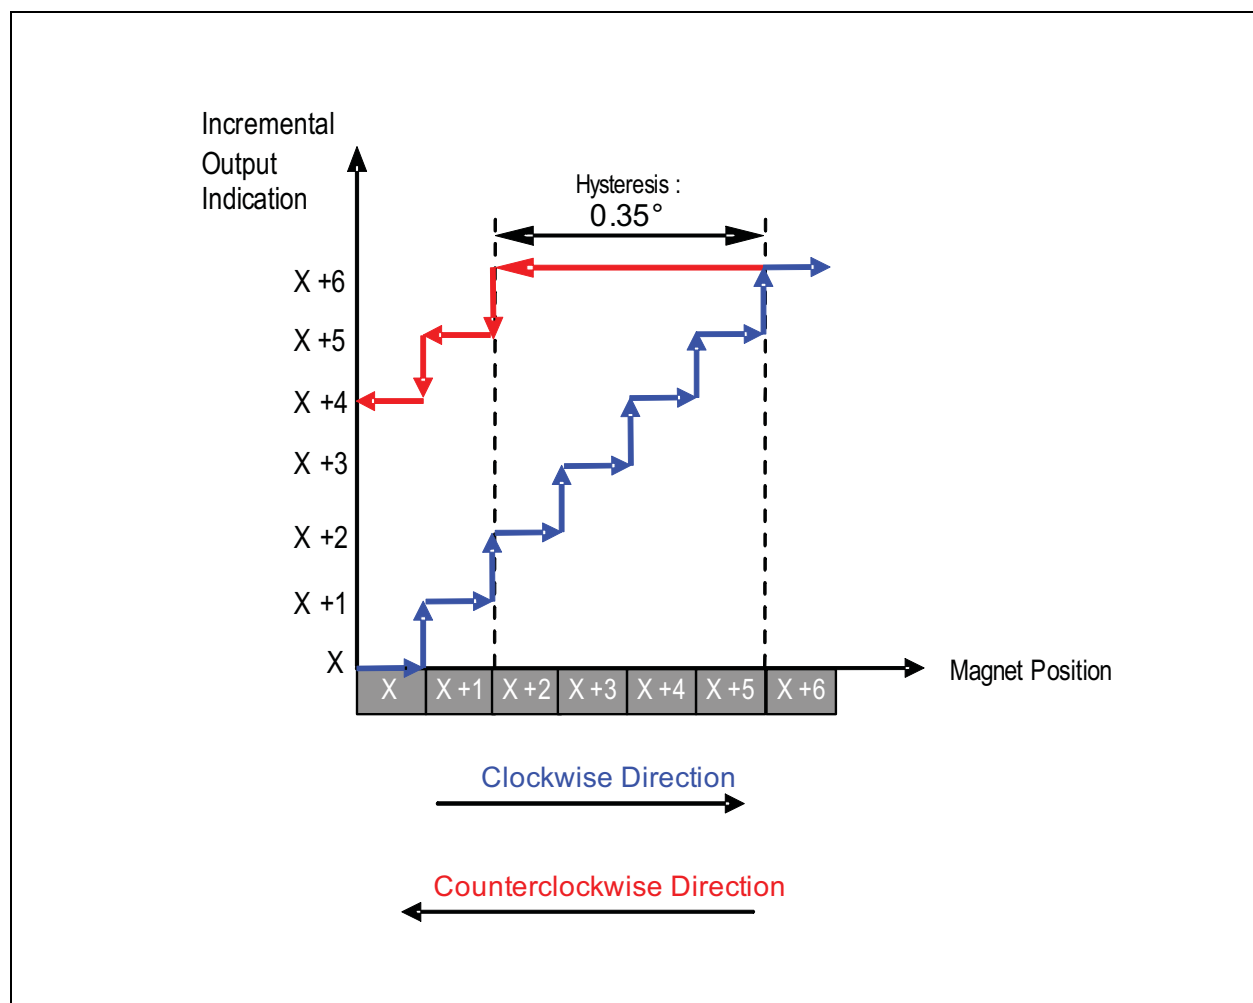 Incremental
Output
Indication
Hysteresis :
0.35°
X +6
X +5
X +4
X +3
X +2
X +1
X
Magnet Position
X X +1 X +2 X +3 X +4 X +5 X +6
Clockwise Direction
Counterclockwise Direction